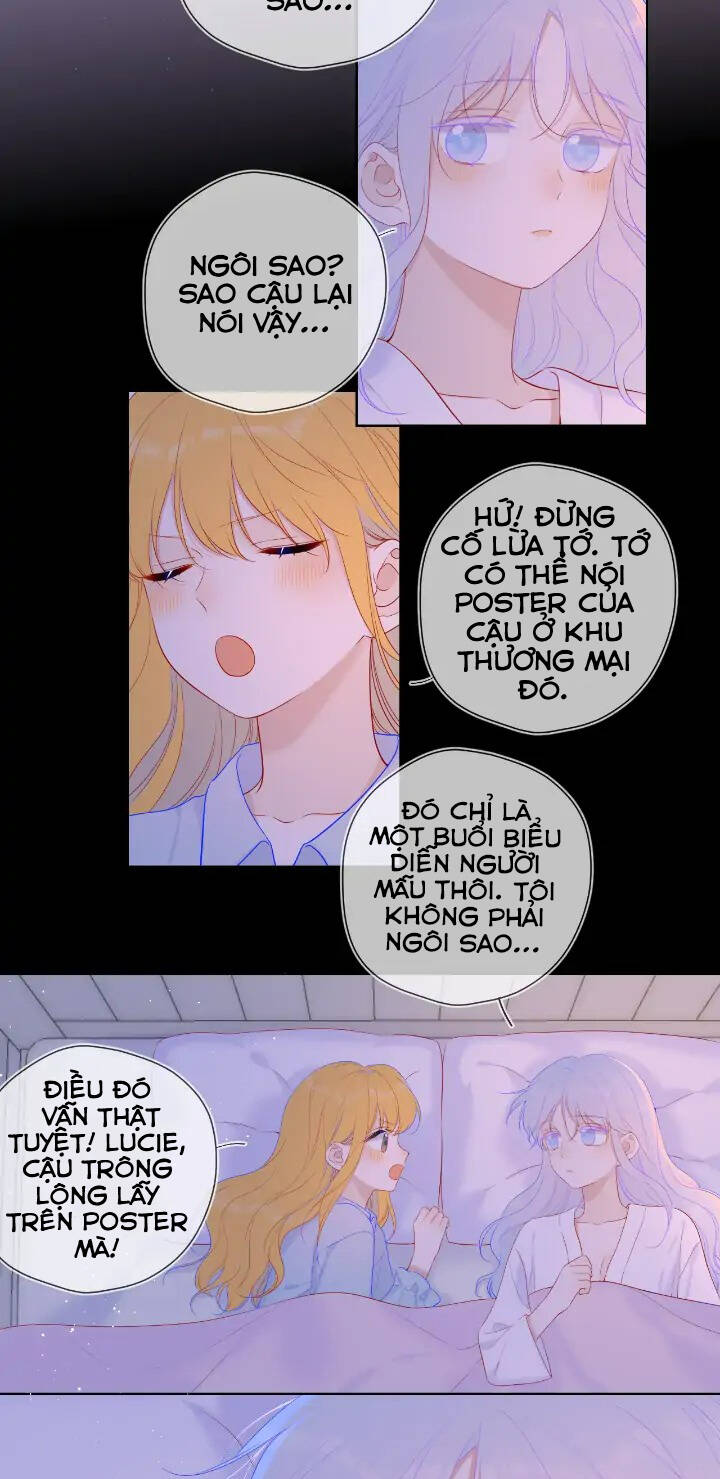 SAO...
NGÔI SAO?
SAO CẬU LẠI
NÓI VẬY...
HỨ! ĐỪNG
CỐ LỪA TỚ. TỚ
CÓ THỂ NÓI
POSTER CỦA
CẬU Ở KHU
THƯƠNG MẠI
ĐÓ.
ĐÓ CHỈ LÀ
MỘT BUỔI BIỂU
DIỄN NGƯỜI
MẪU THÔI. TÔI
KHÔNG PHẢI
NGÔI SAO...
ĐIỀU ĐÓ
VẪN THẬT
TUYỆT! LUCIE,
CẬU TRÔNG
LỘNG LẪY
TRÊN POSTER
MÀ!